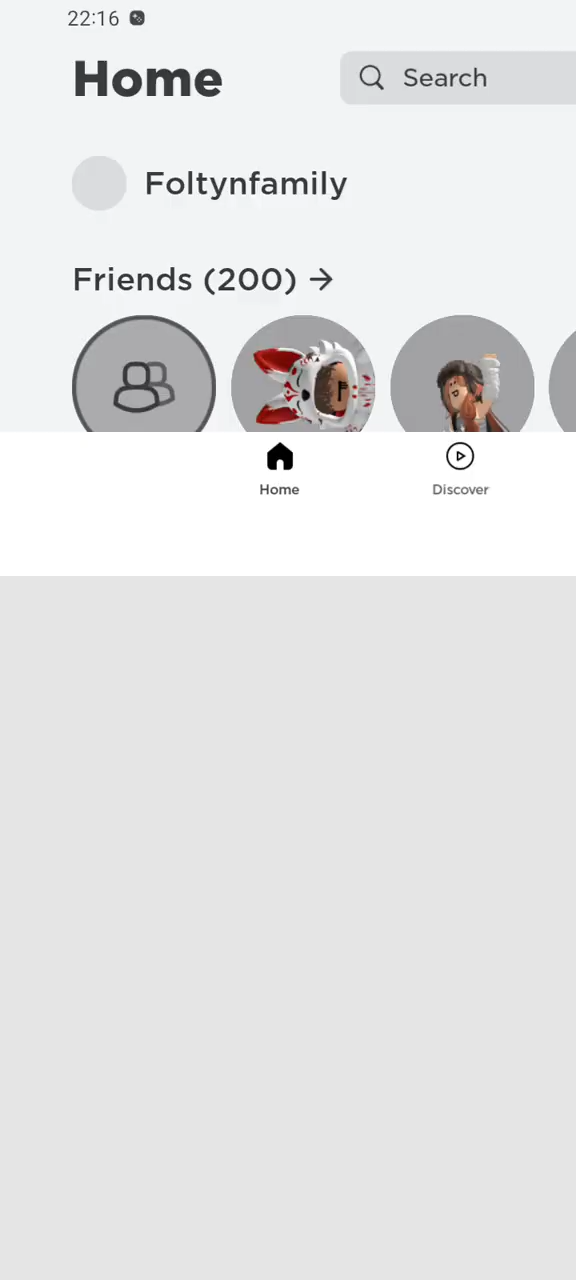 22:16
Home
Search
Foltynfamily
Friends (200) →
Home
Discover